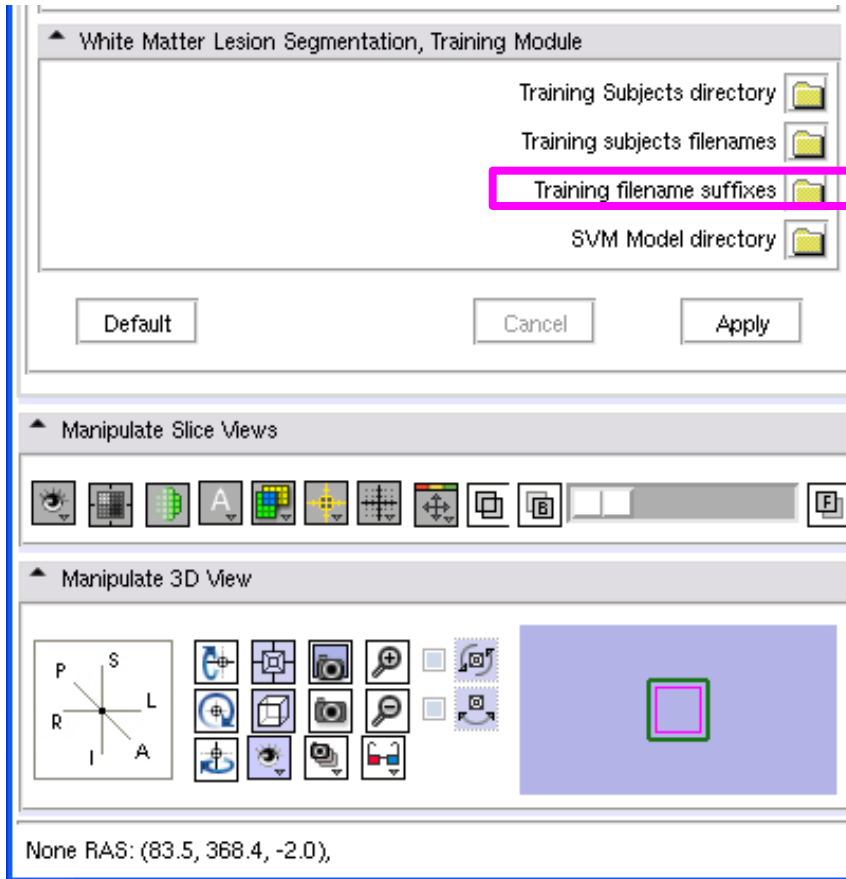 White Matter Lesion Segmentation, Training Module
Training Subjects directory
Training subjects filenames
Training filename suffixes
SVM Model directory
Default Cancel Apply
Manipulate Slice Views
A B F
Manipulate 3D View
P S
R L
I A
None RAS: (83.5, 368.4, -2.0),